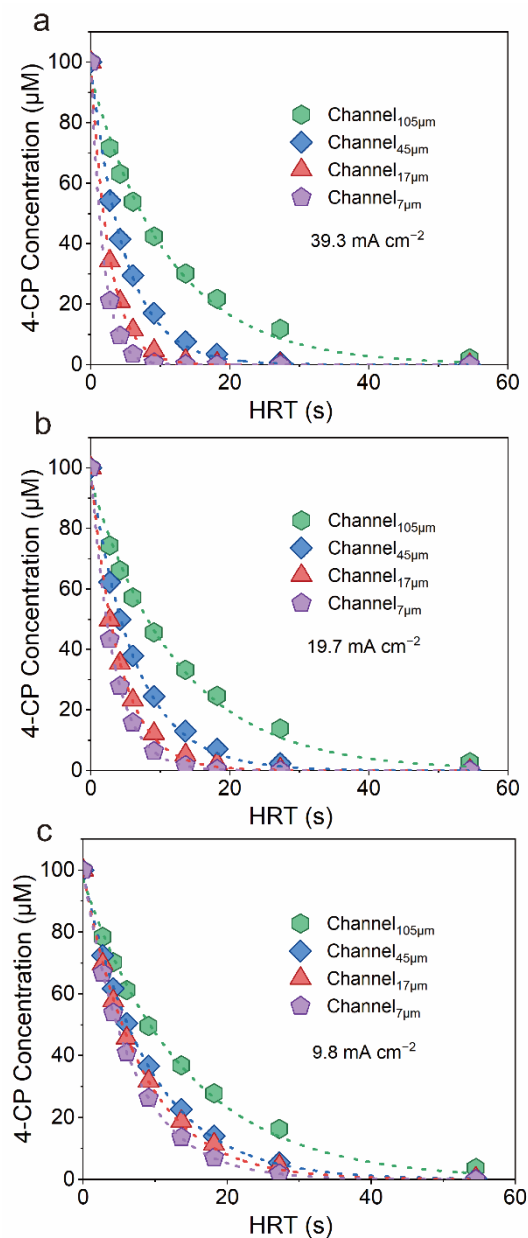 a
4-CP Concentration (μM)
100
80
60
40
20
0
Channel105μm
Channel45μm
Channel17μm
Channel7μm
39.3 mA cm−2
0
20
40
60
HRT (s)
b
4-CP Concentration (μM)
100
80
60
40
20
0
Channel105μm
Channel45μm
Channel17μm
Channel7μm
19.7 mA cm−2
0
20
40
60
HRT (s)
c
4-CP Concentration (μM)
100
80
60
40
20
0
Channel105μm
Channel45μm
Channel17μm
Channel7μm
9.8 mA cm−2
0
20
40
60
HRT (s)